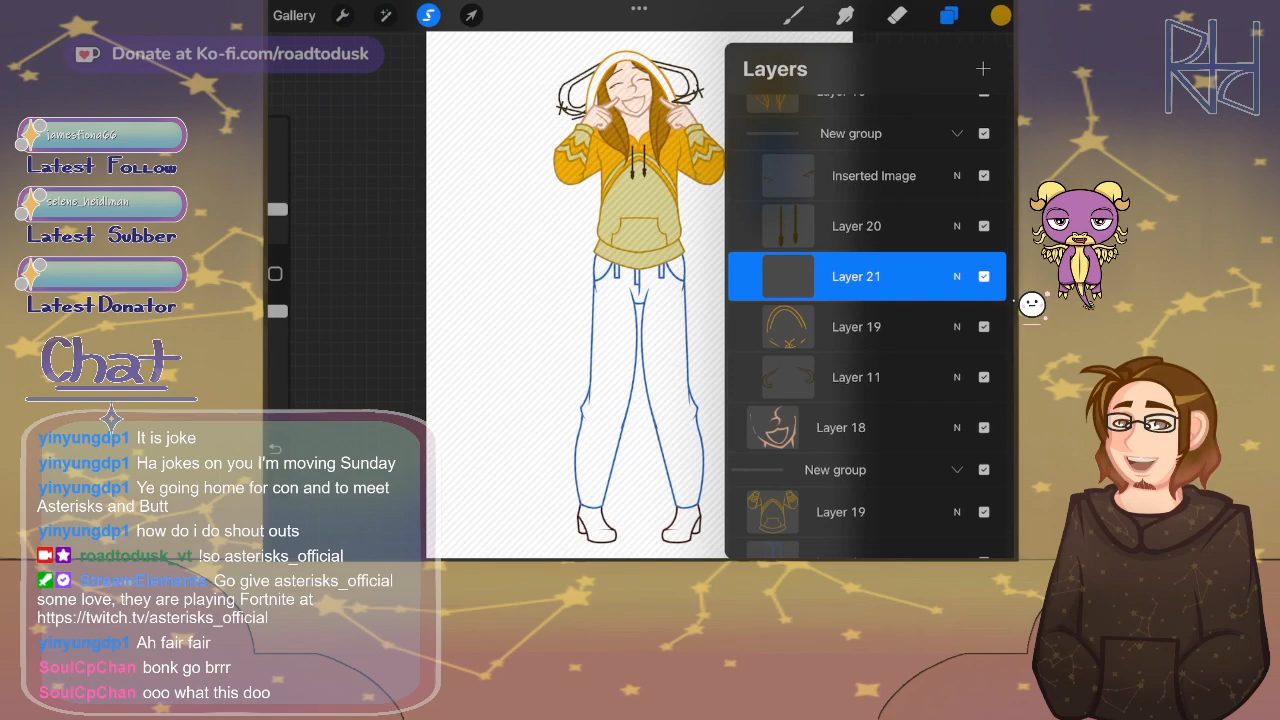 Gallery
Donate at Ko-fi.com/roadtodusk
jamesfiona66
Latest Follow
selene_heidlman
Latest Subber
Latest Donator
Chat
yinyungdp1 It is joke
yinyungdp1 Ha jokes on you I'm moving Sunday
yinyungdp1 Ye going home for con and to meet
Asterisks and Butt
yinyungdp1 how do i do shout outs
roadtodusk_vt !so asterisks_official
StreamElements Go give asterisks_official
some love, they are playing Fortnite at
https://twitch.tv/asterisks_official
yinyungdp1 Ah fair fair
SoulCpChan bonk go brrr
SoulCpChan ooo what this doo
Layers
New group
Inserted Image N
Layer 20 N
Layer 21 N
Layer 19 N
Layer 11 N
Layer 18 N
New group
Layer 19 N
Rtd